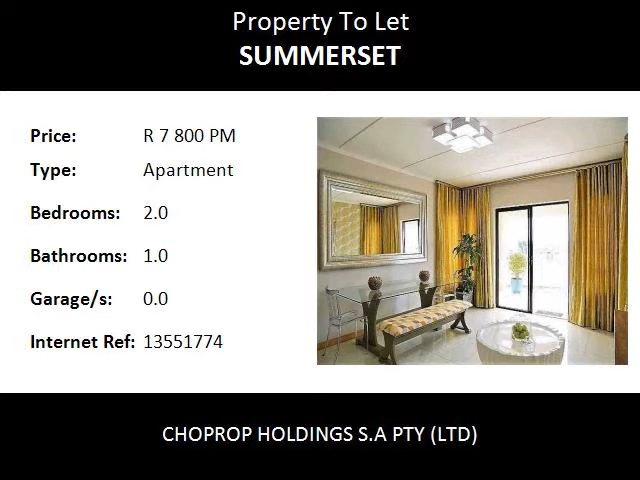 Property To Let
SUMMERSET
Price: R 7 800 PM
Type: Apartment
Bedrooms: 2.0
Bathrooms: 1.0
Garage/s: 0.0
Internet Ref: 13551774
CHOPROP HOLDINGS S.A PTY (LTD)